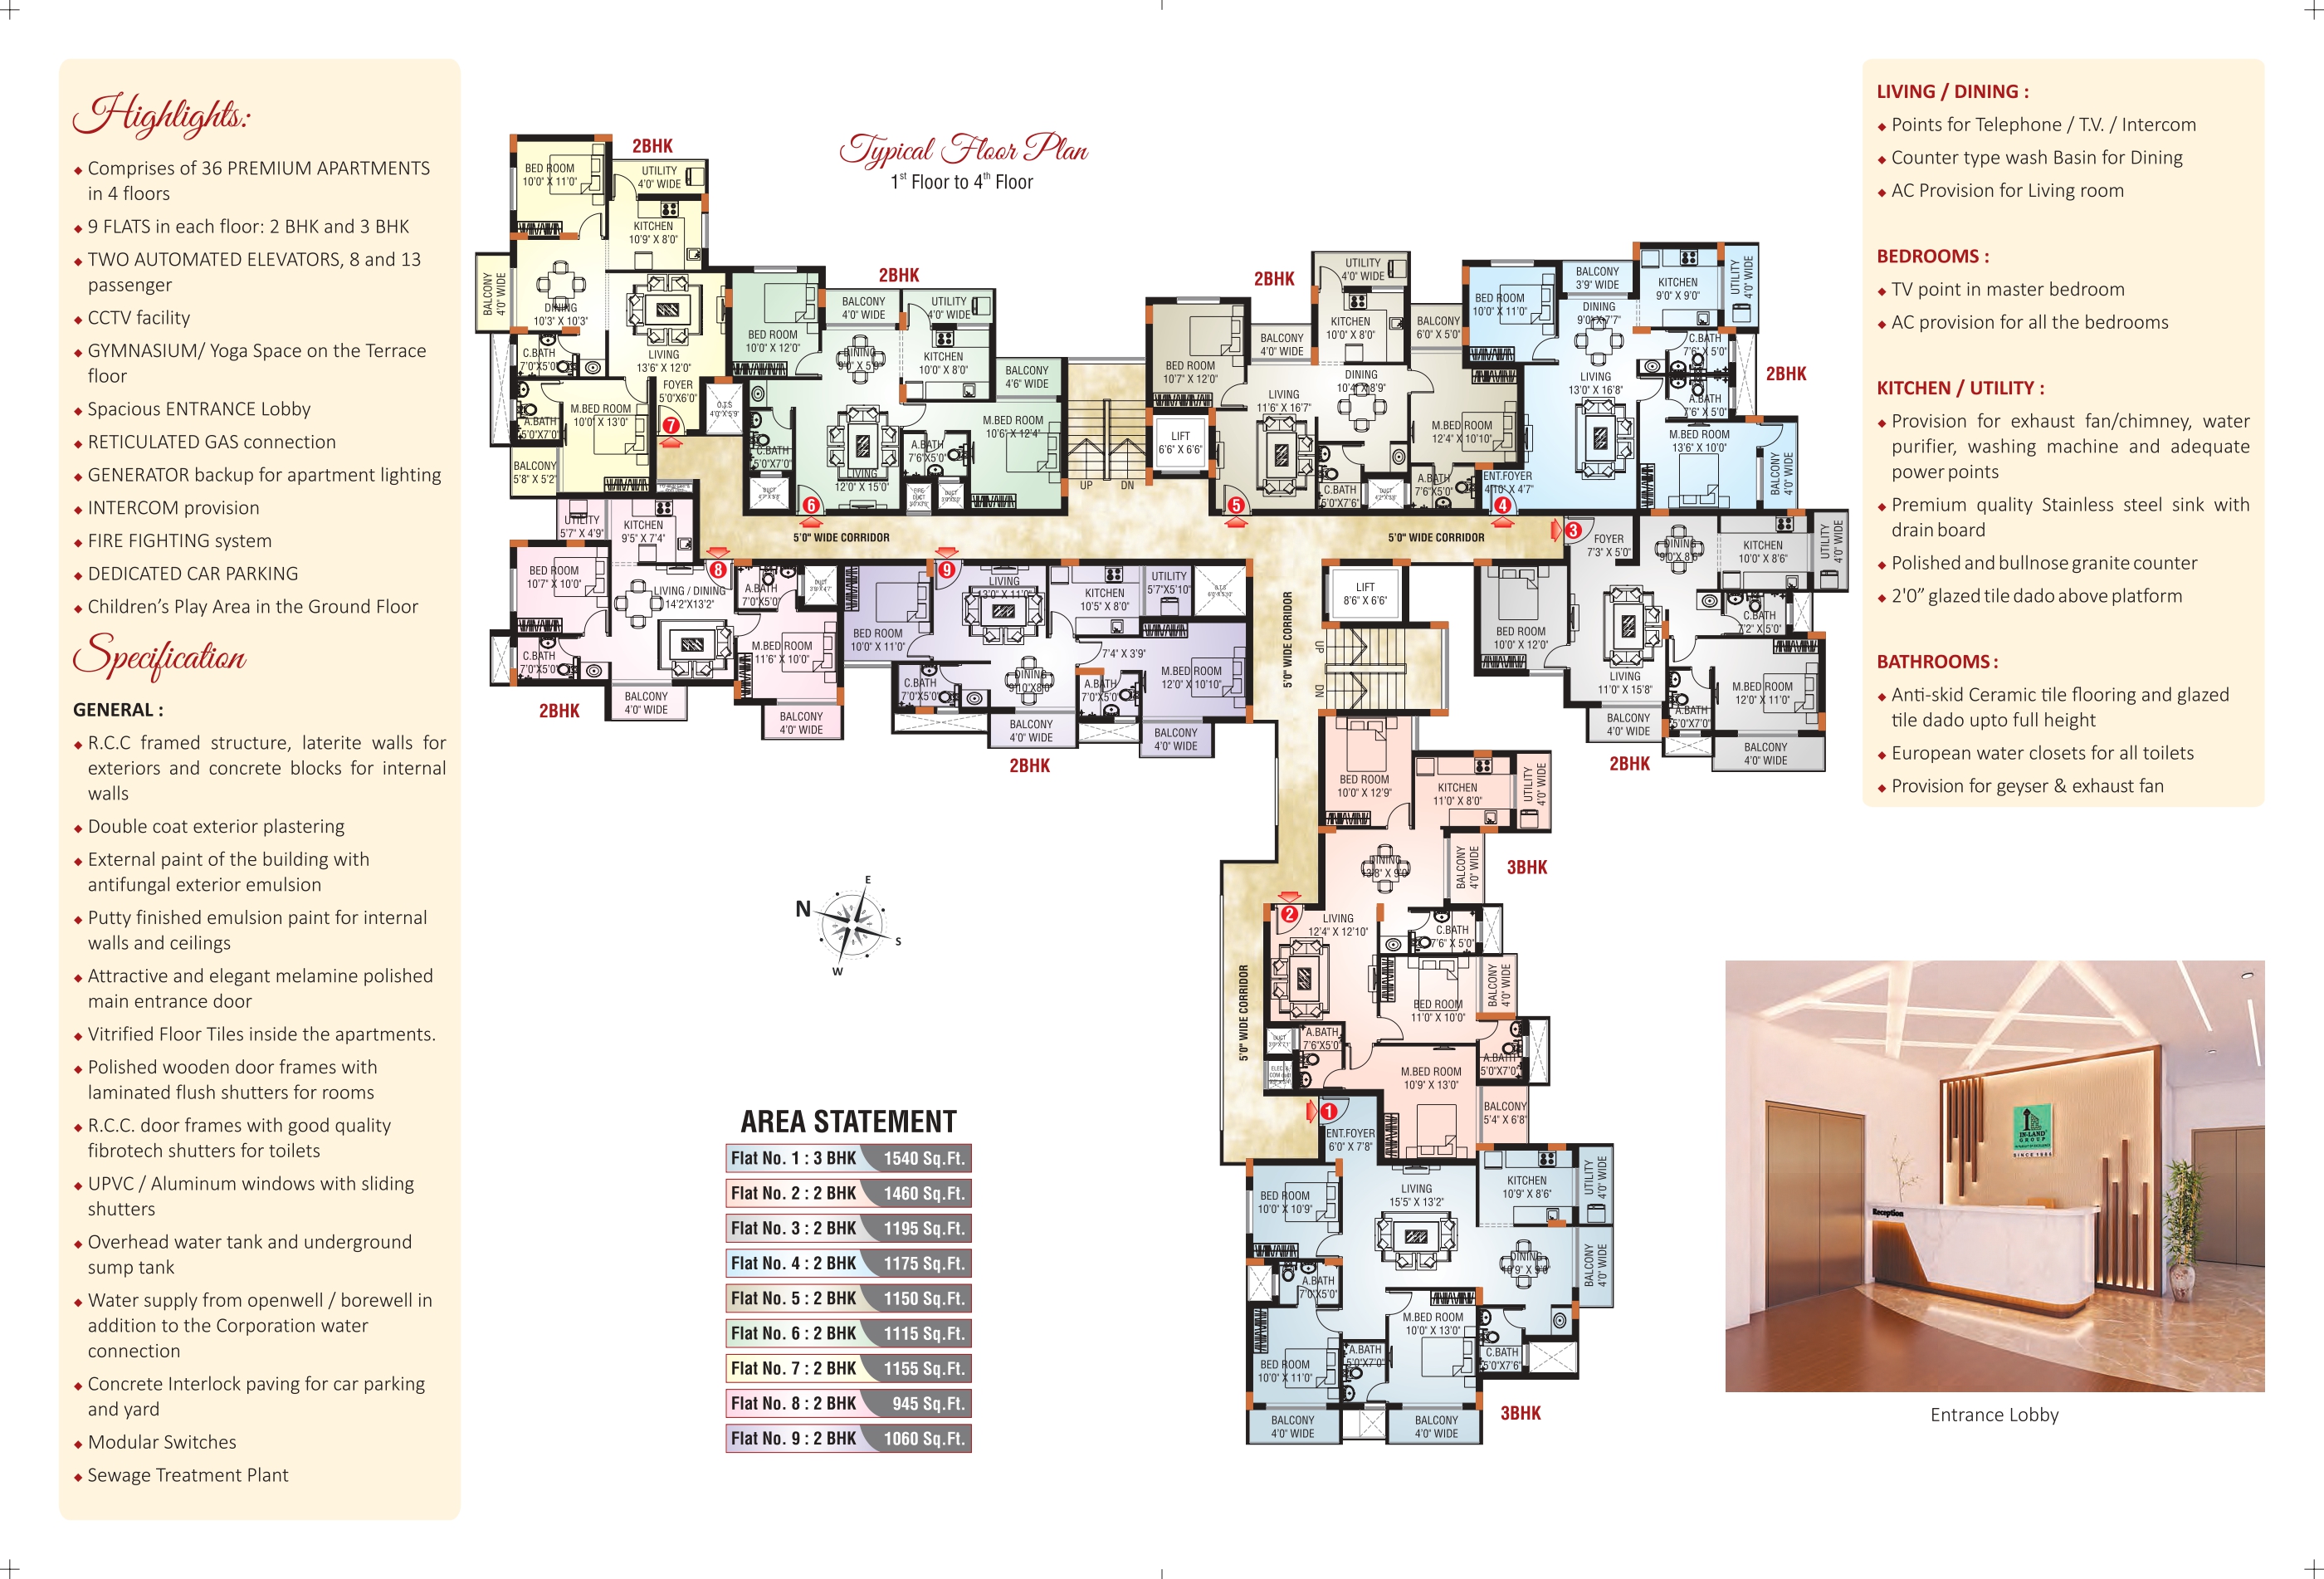 Highlights:
Comprises of 36 PREMIUM APARTMENTS
in 4 floors
9 FLATS in each floor: 2 BHK and 3 BHK
TWO AUTOMATED ELEVATORS, 8 and 13
passenger
CCTV facility
GYMNASIUM/ Yoga Space on the Terrace
floor
Spacious ENTRANCE Lobby
RETICULATED GAS connection
GENERATOR backup for apartment lighting
INTERCOM provision
FIRE FIGHTING system
DEDICATED CAR PARKING
Children's Play Area in the Ground Floor
Specification
GENERAL :
R.C.C framed structure, laterite walls for
exteriors and concrete blocks for internal
walls
Double coat exterior plastering
External paint of the building with
antifungal exterior emulsion
Putty finished emulsion paint for internal
walls and ceilings
Attractive and elegant melamine polished
main entrance door
Vitrified Floor Tiles inside the apartments.
Polished wooden door frames with
laminated flush shutters for rooms
R.C.C. door frames with good quality
fibrotech shutters for toilets
UPVC / Aluminum windows with sliding
shutters
Overhead water tank and underground
sump tank
Water supply from openwell / borewell in
addition to the Corporation water
connection
Concrete Interlock paving for car parking
and yard
Modular Switches
Sewage Treatment Plant
Typical Floor Plan
1st Floor to 4th Floor
2BHK
BED ROOM
10'0" X 11'0"
UTILITY
4'0" WIDE
KITCHEN
10'9" X 8'0"
BALCONY
4'0" WIDE
DINING
10'3" X 10'3"
LIVING
13'6" X 12'0"
C.BATH
7'0"X5'0"
FOYER
5'0"X6'0"
O.T.S
4'0" X 5'9"
A.BATH
5'0"X7'0"
M.BED ROOM
10'0" X 13'0"
7
BALCONY
5'8" X 5'2"
2BHK
BED ROOM
10'0" X 12'0"
BALCONY
4'0" WIDE
UTILITY
4'0" WIDE
DINING
9'0" X 5'9"
KITCHEN
10'0" X 8'0"
BALCONY
4'6" WIDE
M.BED ROOM
10'6" X 12'4"
C.BATH
5'0"X7'0"
A.BATH
7'6"X5'0"
LIVING
12'0" X 15'0"
DUCT
FIRE
DUCT
DUCT
6
UP
DN
LIFT
6'6" X 6'6"
2BHK
UTILITY
4'0" WIDE
BED ROOM
10'7" X 12'0"
BALCONY
4'0" WIDE
KITCHEN
10'0" X 8'0"
BALCONY
6'0" X 5'0"
LIVING
11'6" X 16'7"
DINING
10'4" X 8'9"
M.BED ROOM
12'4" X 10'10"
C.BATH
5'0"X7'6"
DUCT
A.BATH
7'6"X5'0"
5
BED ROOM
10'0" X 11'0"
BALCONY
3'9" WIDE
KITCHEN
9'0" X 9'0"
UTILITY
4'0" WIDE
DINING
9'0" X 7'7"
C.BATH
7'6" X 5'0"
2BHK
LIVING
13'0" X 16'8"
A.BATH
7'6" X 5'0"
M.BED ROOM
13'6" X 10'0"
BALCONY
4'0" WIDE
ENT.FOYER
4'10" X 4'7"
4
5'0" WIDE CORRIDOR
5'0" WIDE CORRIDOR
3
FOYER
7'3" X 5'0"
DINING
9'0" X 8'6"
KITCHEN
10'0" X 8'6"
UTILITY
4'0" WIDE
BED ROOM
10'0" X 12'0"
C.BATH
7'2" X 5'0"
LIVING
11'0" X 15'8"
M.BED ROOM
12'0" X 11'0"
A.BATH
5'0"X7'0"
BALCONY
4'0" WIDE
BALCONY
4'0" WIDE
2BHK
UTILITY
5'7" X 4'9"
KITCHEN
9'5" X 7'4"
BED ROOM
10'7" X 10'0"
8
LIVING / DINING
14'2"X13'2"
A.BATH
7'0"X5'0"
DUCT
C.BATH
7'0"X5'0"
M.BED ROOM
11'6" X 10'0"
BALCONY
4'0" WIDE
BALCONY
4'0" WIDE
2BHK
9
BED ROOM
10'0" X 11'0"
LIVING
13'0" X 11'0"
KITCHEN
10'5" X 8'0"
UTILITY
5'7"X5'10"
O.T.S
7'4" X 3'9"
C.BATH
7'0"X5'0"
DINING
9'10"X8'0"
A.BATH
7'0"X5'0"
M.BED ROOM
12'0" X 10'10"
BALCONY
4'0" WIDE
BALCONY
4'0" WIDE
2BHK
5'0" WIDE CORRIDOR
LIFT
8'6" X 6'6"
UP
DN
BED ROOM
10'0" X 12'9"
KITCHEN
11'0" X 8'0"
UTILITY
4'0" WIDE
DINING
13'8" X 9'0"
BALCONY
4'0" WIDE
3BHK
2
LIVING
12'4" X 12'10"
C.BATH
7'6" X 5'0"
BED ROOM
11'0" X 10'0"
BALCONY
4'0" WIDE
5'0" WIDE CORRIDOR
DUCT
A.BATH
7'6"X5'0"
A.BATH
5'0"X7'0"
M.BED ROOM
10'9" X 13'0"
BALCONY
5'4" X 6'8"
1
ENT.FOYER
6'0" X 7'8"
BED ROOM
10'0" X 10'9"
LIVING
15'5" X 13'2"
KITCHEN
10'9" X 8'6"
UTILITY
4'0" WIDE
DINING
10'9" X 9'0"
BALCONY
4'0" WIDE
A.BATH
7'0"X5'0"
M.BED ROOM
10'0" X 13'0"
BED ROOM
10'0" X 11'0"
A.BATH
5'0"X7'0"
C.BATH
5'0"X7'6"
BALCONY
4'0" WIDE
BALCONY
4'0" WIDE
3BHK
N
E
S
W
AREA STATEMENT
Flat No. 1 : 3 BHK 1540 Sq.Ft.
Flat No. 2 : 2 BHK 1460 Sq.Ft.
Flat No. 3 : 2 BHK 1195 Sq.Ft.
Flat No. 4 : 2 BHK 1175 Sq.Ft.
Flat No. 5 : 2 BHK 1150 Sq.Ft.
Flat No. 6 : 2 BHK 1115 Sq.Ft.
Flat No. 7 : 2 BHK 1155 Sq.Ft.
Flat No. 8 : 2 BHK 945 Sq.Ft.
Flat No. 9 : 2 BHK 1060 Sq.Ft.
LIVING / DINING :
Points for Telephone / T.V. / Intercom
Counter type wash Basin for Dining
AC Provision for Living room
BEDROOMS :
TV point in master bedroom
AC provision for all the bedrooms
KITCHEN / UTILITY :
Provision for exhaust fan/chimney, water
purifier, washing machine and adequate
power points
Premium quality Stainless steel sink with
drain board
Polished and bullnose granite counter
2'0" glazed tile dado above platform
BATHROOMS :
Anti-skid Ceramic tile flooring and glazed
tile dado upto full height
European water closets for all toilets
Provision for geyser & exhaust fan
IN-LAND
GROUP
SINCE 1986
Reception
Entrance Lobby